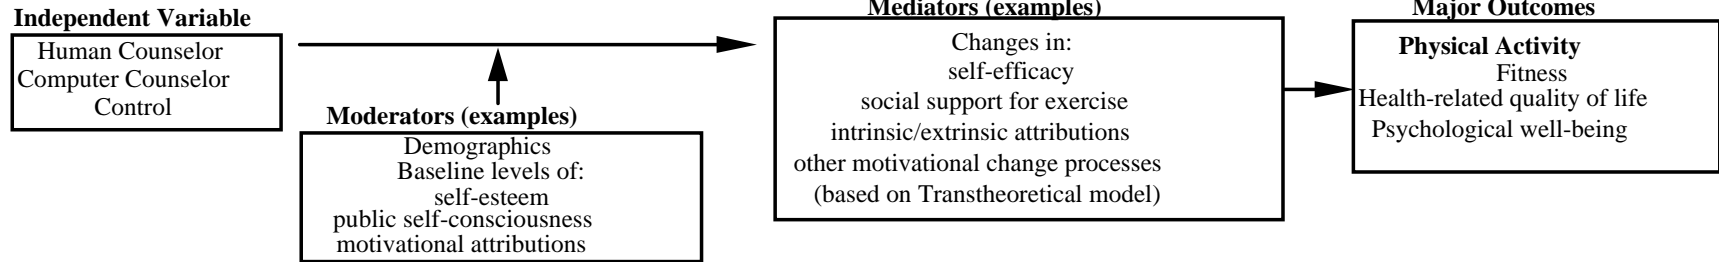 Independent Variable
Human Counselor
Computer Counselor
Control
Moderators (examples)
Demographics
Baseline levels of:
self-esteem
public self-consciousness
motivational attributions
Mediators (examples)
Changes in:
self-efficacy
social support for exercise
intrinsic/extrinsic attributions
other motivational change processes
(based on Transtheoretical model)
Major Outcomes
Physical Activity
Fitness
Health-related quality of life
Psychological well-being